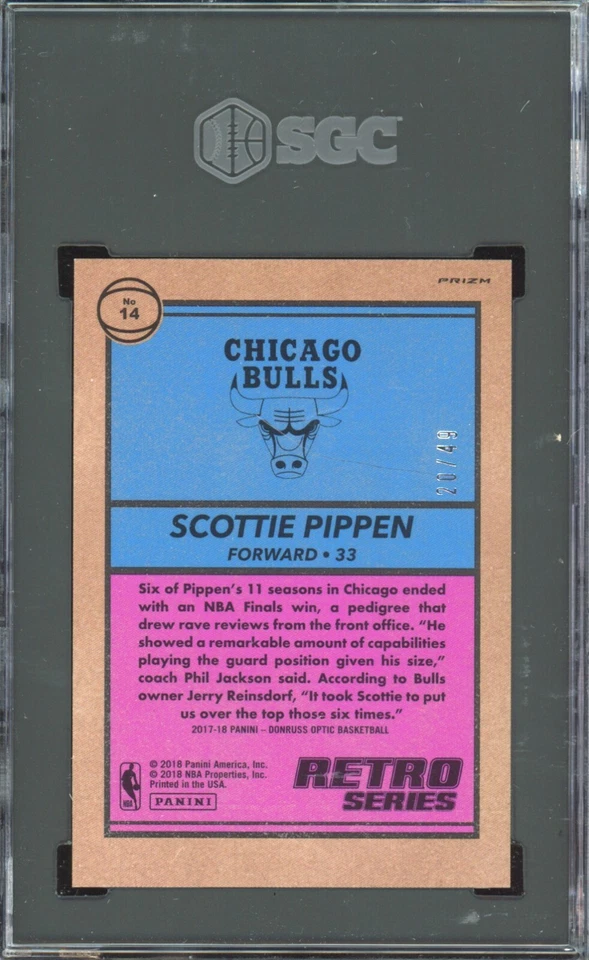 SGC
PRIZM
No
14
CHICAGO
BULLS
20/49
SCOTTIE PIPPEN
FORWARD • 33
Six of Pippen's 11 seasons in Chicago ended
with an NBA Finals win, a pedigree that
drew rave reviews from the front office. “He
showed a remarkable amount of capabilities
playing the guard position given his size,”
coach Phil Jackson said. According to Bulls
owner Jerry Reinsdorf, “It took Scottie to put
us over the top those six times.”
2017-18 PANINI – DONRUSS OPTIC BASKETBALL
© 2018 Panini America, Inc.
© 2018 NBA Properties, Inc.
Printed in the USA.
NBA
PANINI
RETRO
SERIES